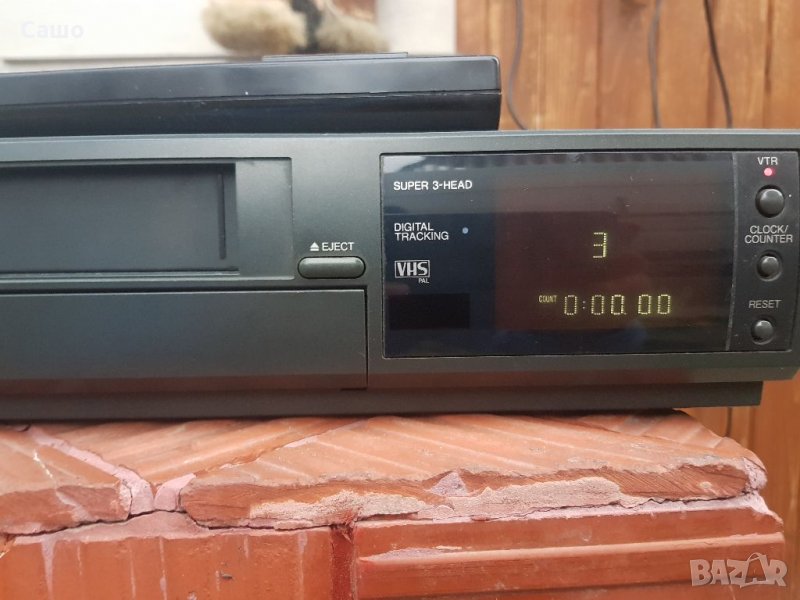 Сашо
SUPER 3-HEAD
DIGITAL
TRACKING
VHS
PAL
▲ EJECT
3
COUNT 0:00.00
VTR
CLOCK/
COUNTER
RESET
BAZAR